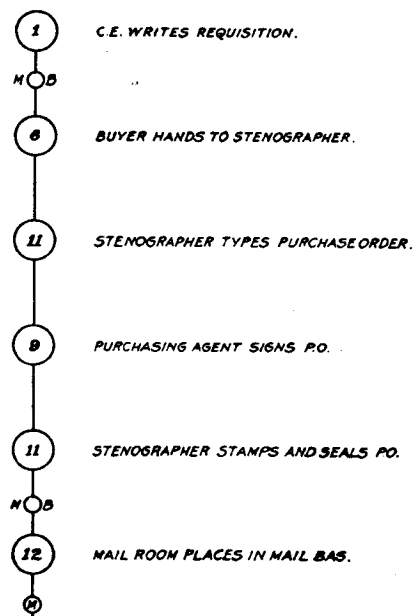 1 C.E. WRITES REQUISITION.
M B
6 BUYER HANDS TO STENOGRAPHER.
11 STENOGRAPHER TYPES PURCHASE ORDER.
9 PURCHASING AGENT SIGNS P.O.
11 STENOGRAPHER STAMPS AND SEALS P.O.
M B
12 MAIL ROOM PLACES IN MAIL BAS.
M